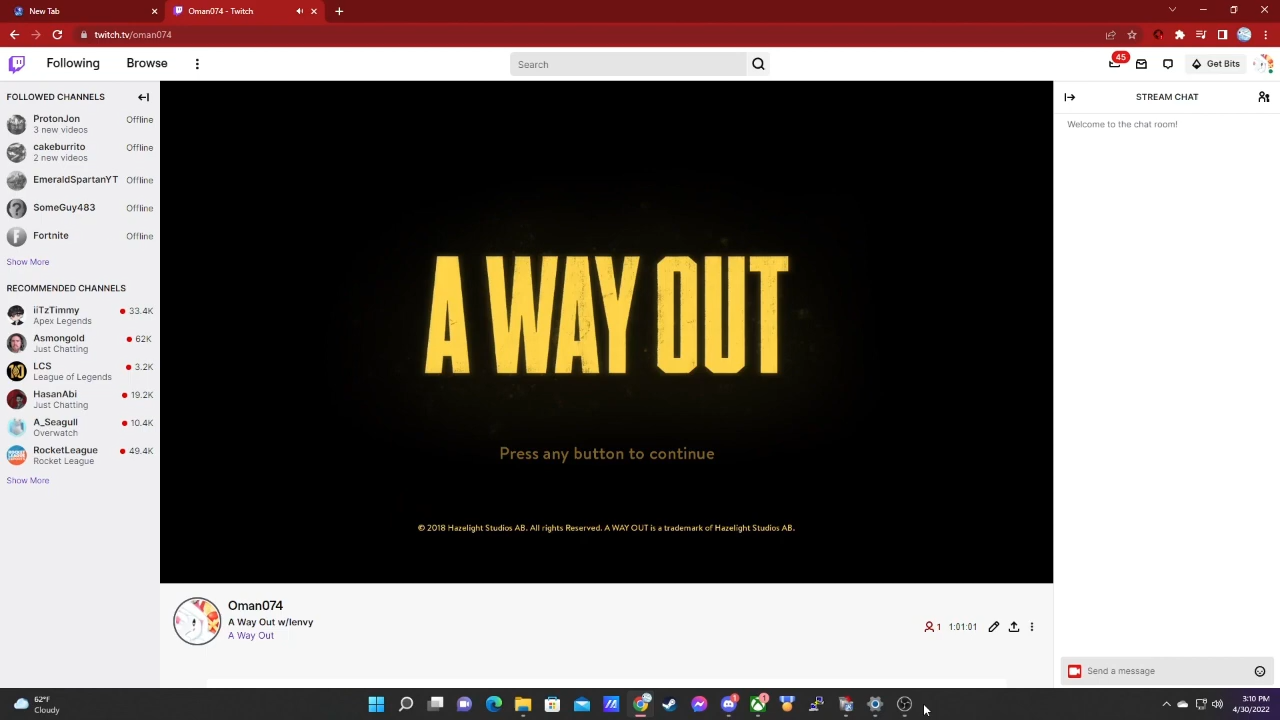 New Tab
Oman074 - Twitch
twitch.tv/oman074
Following
Browse
Search
45
Get Bits
FOLLOWED CHANNELS
ProtonJon
3 new videos
Offline
cakeburrito
2 new videos
Offline
EmeraldSpartanYT
Offline
SomeGuy483
Offline
Fortnite
Offline
Show More
RECOMMENDED CHANNELS
iiTzTimmy
Apex Legends
33.4K
Asmongold
Just Chatting
62K
LCS
League of Legends
3.2K
HasanAbi
Just Chatting
19.2K
A_Seagull
Overwatch
10.4K
RocketLeague
Rocket League
49.4K
Show More
A WAY OUT
Press any button to continue
© 2018 Hazelight Studios AB. All rights Reserved. A WAY OUT is a trademark of Hazelight Studios AB.
Oman074
A Way Out w/Ienvy
A Way Out
1
1:01:01
STREAM CHAT
Welcome to the chat room!
Send a message
62°F
Cloudy
1
1
3:10 PM
4/30/2022